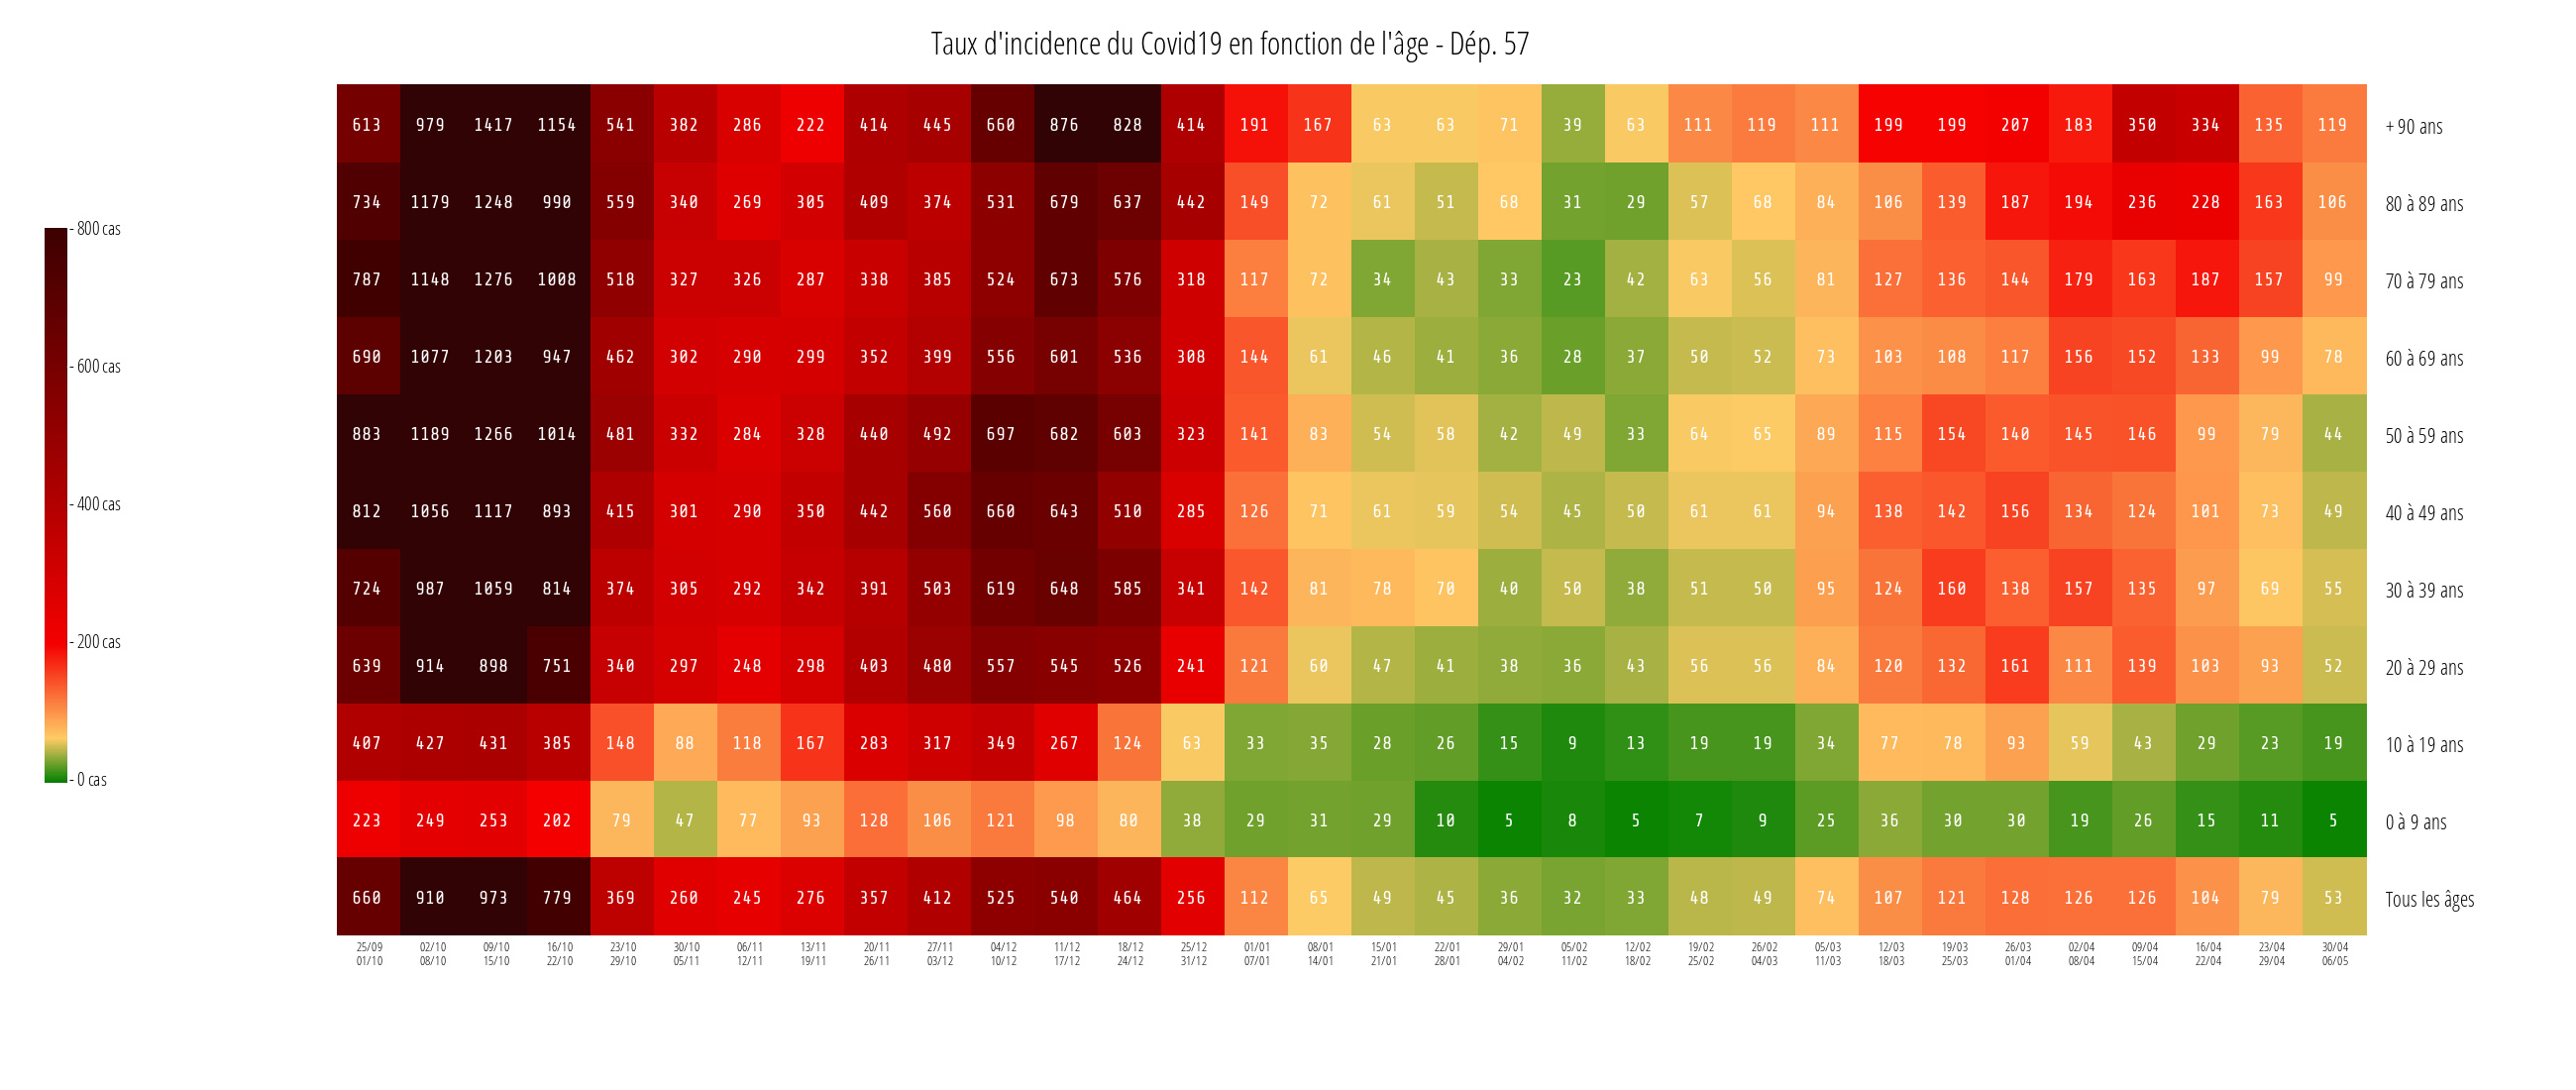 Taux d'incidence du Covid19 en fonction de l'âge - Dép. 57
613 979 1417 1154 541 382 286 222 414 445 660 876 828 414 191 167 63 63 71 39 63 111 119 111 199 199 207 183 350 334 135 119 + 90 ans
734 1179 1248 990 559 340 269 305 409 374 531 679 637 442 149 72 61 51 68 31 29 57 68 84 106 139 187 194 236 228 163 106 80 à 89 ans
- 800 cas
787 1148 1276 1008 518 327 326 287 338 385 524 673 576 318 117 72 34 43 33 23 42 63 56 81 127 136 144 179 163 187 157 99 70 à 79 ans
690 1077 1203 947 462 302 290 299 352 399 556 601 536 308 144 61 46 41 36 28 37 50 52 73 103 108 117 156 152 133 99 78 60 à 69 ans
- 600 cas
883 1189 1266 1014 481 332 284 328 440 492 697 682 603 323 141 83 54 58 42 49 33 64 65 89 115 154 140 145 146 99 79 44 50 à 59 ans
- 400 cas
812 1056 1117 893 415 301 290 350 442 560 660 643 510 285 126 71 61 59 54 45 50 61 61 94 138 142 156 134 124 101 73 49 40 à 49 ans
724 987 1059 814 374 305 292 342 391 503 619 648 585 341 142 81 78 70 40 50 38 51 50 95 124 160 138 157 135 97 69 55 30 à 39 ans
- 200 cas
639 914 898 751 340 297 248 298 403 480 557 545 526 241 121 60 47 41 38 36 43 56 56 84 120 132 161 111 139 103 93 52 20 à 29 ans
407 427 431 385 148 88 118 167 283 317 349 267 124 63 33 35 28 26 15 9 13 19 19 34 77 78 93 59 43 29 23 19 10 à 19 ans
- 0 cas
223 249 253 202 79 47 77 93 128 106 121 98 80 38 29 31 29 10 5 8 5 7 9 25 36 30 30 19 26 15 11 5 0 à 9 ans
660 910 973 779 369 260 245 276 357 412 525 540 464 256 112 65 49 45 36 32 33 48 49 74 107 121 128 126 126 104 79 53 Tous les âges
25/09 02/10 09/10 16/10 23/10 30/10 06/11 13/11 20/11 27/11 04/12 11/12 18/12 25/12 01/01 08/01 15/01 22/01 29/01 05/02 12/02 19/02 26/02 05/03 12/03 19/03 26/03 02/04 09/04 16/04 23/04 30/04
01/10 08/10 15/10 22/10 29/10 05/11 12/11 19/11 26/11 03/12 10/12 17/12 24/12 31/12 07/01 14/01 21/01 28/01 04/02 11/02 18/02 25/02 04/03 11/03 18/03 25/03 01/04 08/04 15/04 22/04 29/04 06/05